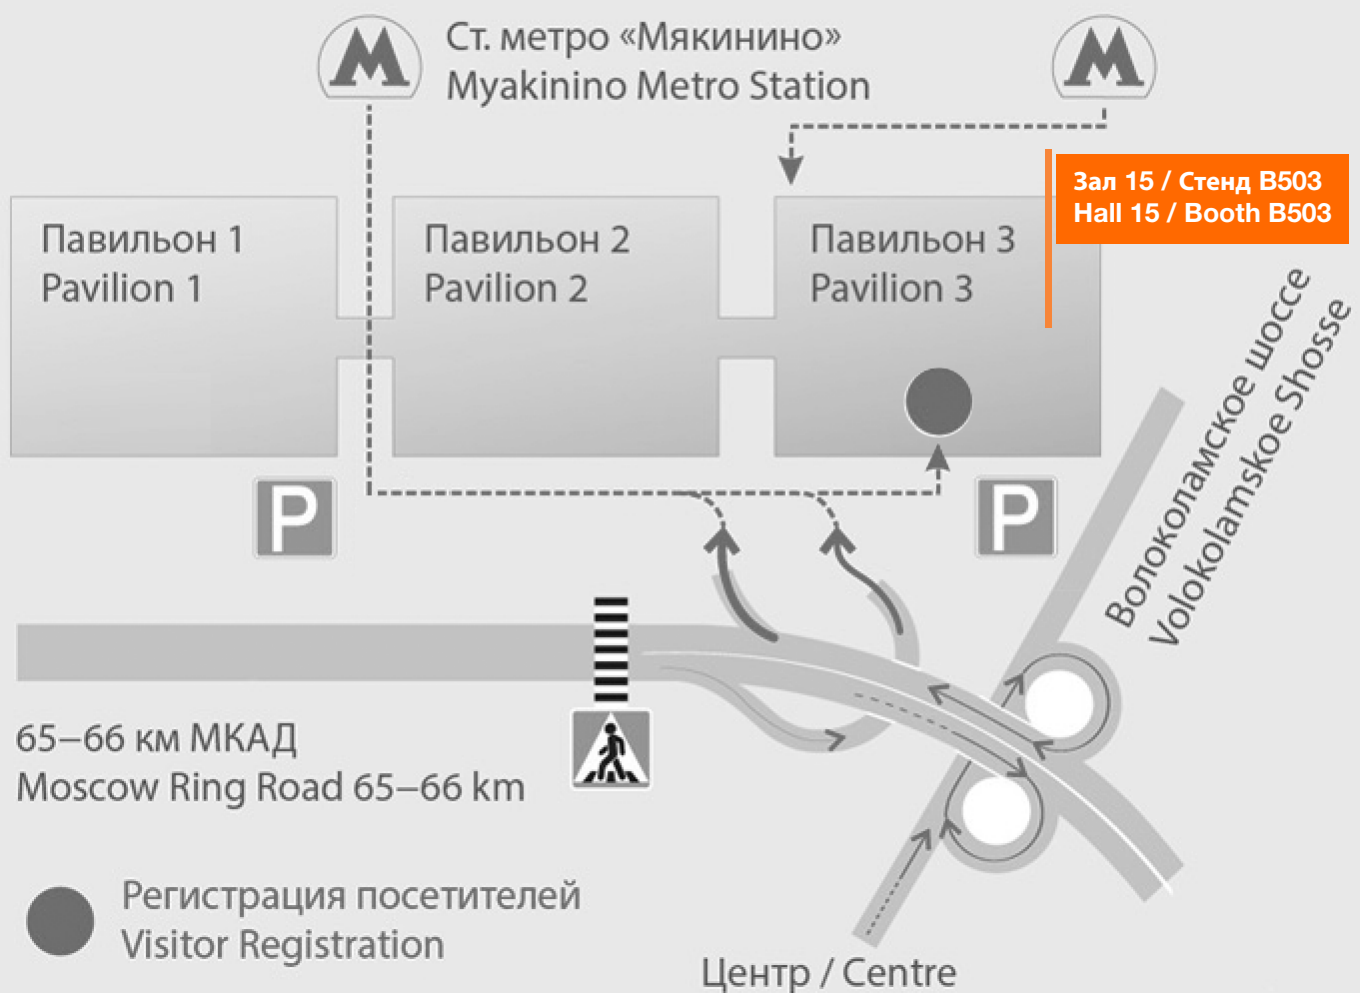 Ст. метро «Мякинино»
Myakinino Metro Station
Зал 15 / Стенд B503
Hall 15 / Booth B503
Павильон 1
Pavilion 1
Павильон 2
Pavilion 2
Павильон 3
Pavilion 3
Волоколамское шоссе
Volokolamskoe Shosse
P
P
65–66 км МКАД
Moscow Ring Road 65–66 km
Регистрация посетителей
Visitor Registration
Центр / Centre